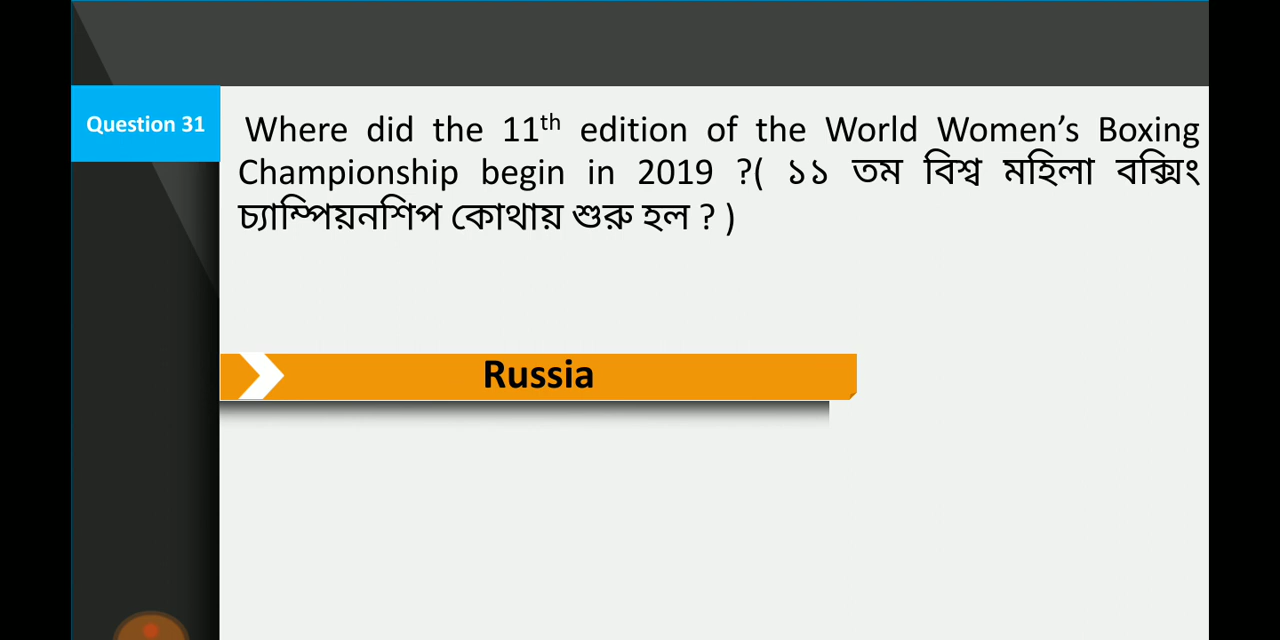 Question 31
Where did the 11th edition of the World Women’s Boxing
Championship begin in 2019 ?( ১১ তম বিশ্ব মহিলা বক্সিং
চ্যাম্পিয়নশিপ কোথায় শুরু হল ? )
Russia